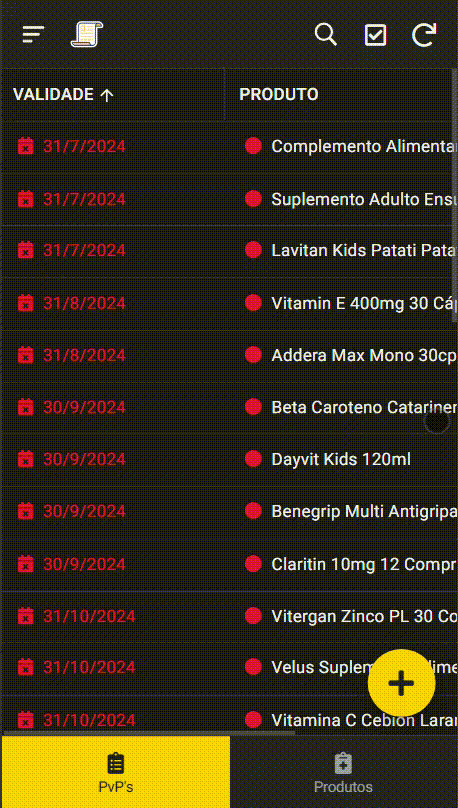 VALIDADE PRODUTO
31/7/2024 Complemento Alimenta
31/7/2024 Suplemento Adulto Ensu
31/7/2024 Lavitan Kids Patati Pata
31/8/2024 Vitamin E 400mg 30 Cáp
31/8/2024 Addera Max Mono 30cp
30/9/2024 Beta Caroteno Catariner
30/9/2024 Dayvit Kids 120ml
30/9/2024 Benegrip Multi Antigripa
30/9/2024 Claritin 10mg 12 Compr
31/10/2024 Vitergan Zinco PL 30 Co
31/10/2024 Velus Suplem
31/10/2024 Vitamina C Cebion Laran
PvP's Produtos